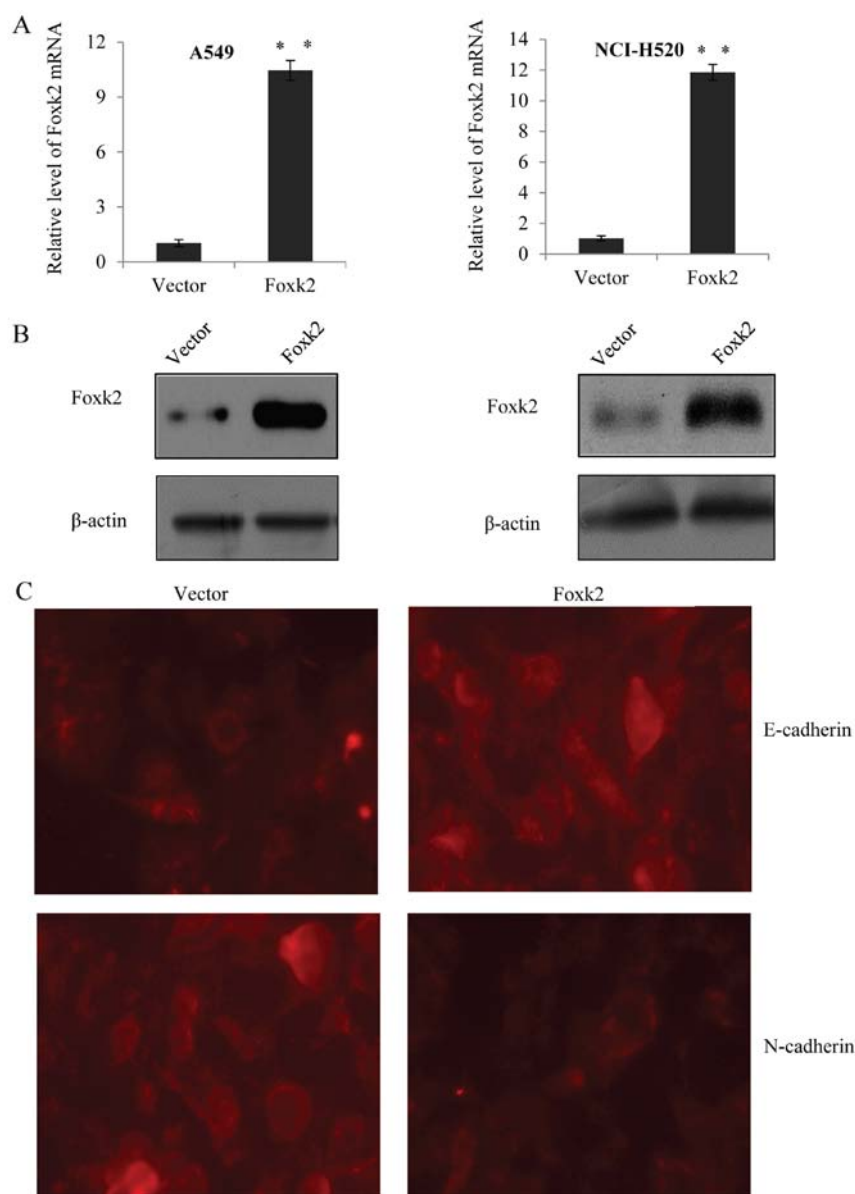 A
Relative level of Foxk2 mRNA
12
9
6
3
0
A549
* *
Vector
Foxk2
Relative level of Foxk2 mRNA
14
12
10
8
6
4
2
0
NCI-H520
* *
Vector
Foxk2
B
Vector
Foxk2
Foxk2
β-actin
Vector
Foxk2
Foxk2
β-actin
C
Vector
Foxk2
E-cadherin
N-cadherin